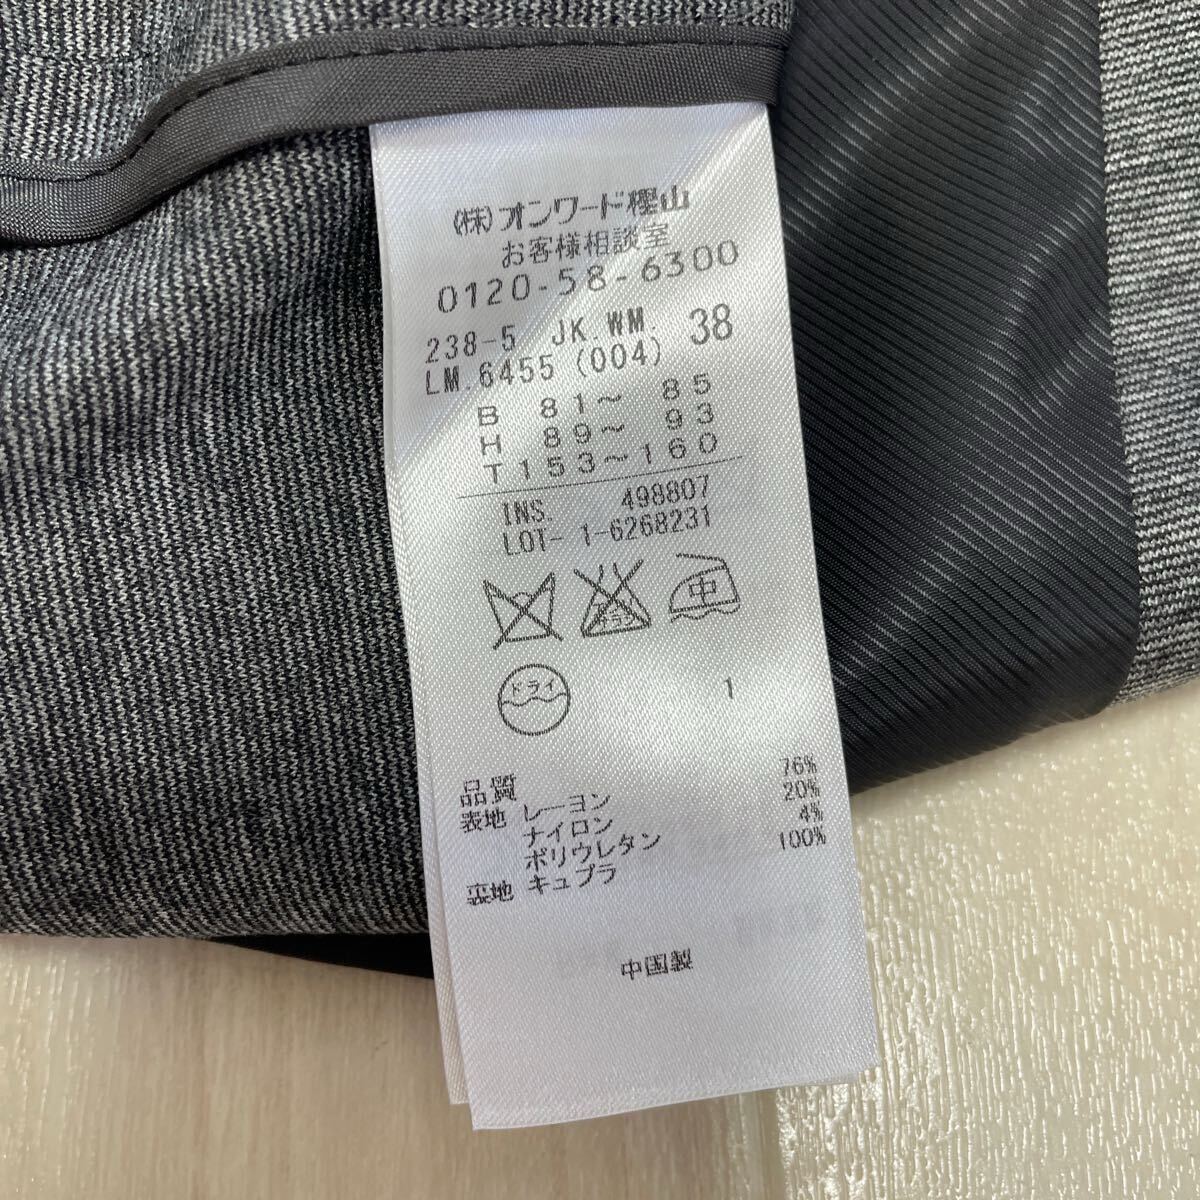 (株)オンワード樫山
お客様相談室
0120-58-6300
238-5 JK WM. 38
LM.6455 (004)
B 81～ 85
H 89～ 93
T 153～160
INS. 498807
LOT- 1-6268231
中
ドライ
1
品質
表地 レーヨン 76%
ナイロン 20%
ポリウレタン 4%
裏地 キュプラ 100%
中国製